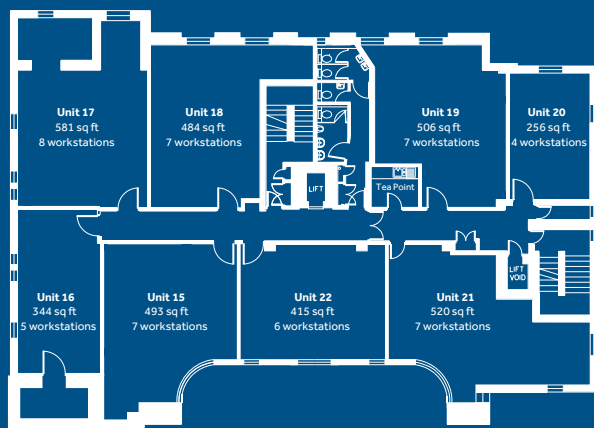 Unit 17
581 sq ft
8 workstations
Unit 18
484 sq ft
7 workstations
Unit 19
506 sq ft
7 workstations
Unit 20
256 sq ft
4 workstations
LIFT
Tea Point
Unit 16
344 sq ft
5 workstations
Unit 15
493 sq ft
7 workstations
Unit 22
415 sq ft
6 workstations
Unit 21
520 sq ft
7 workstations
LIFT
VOID